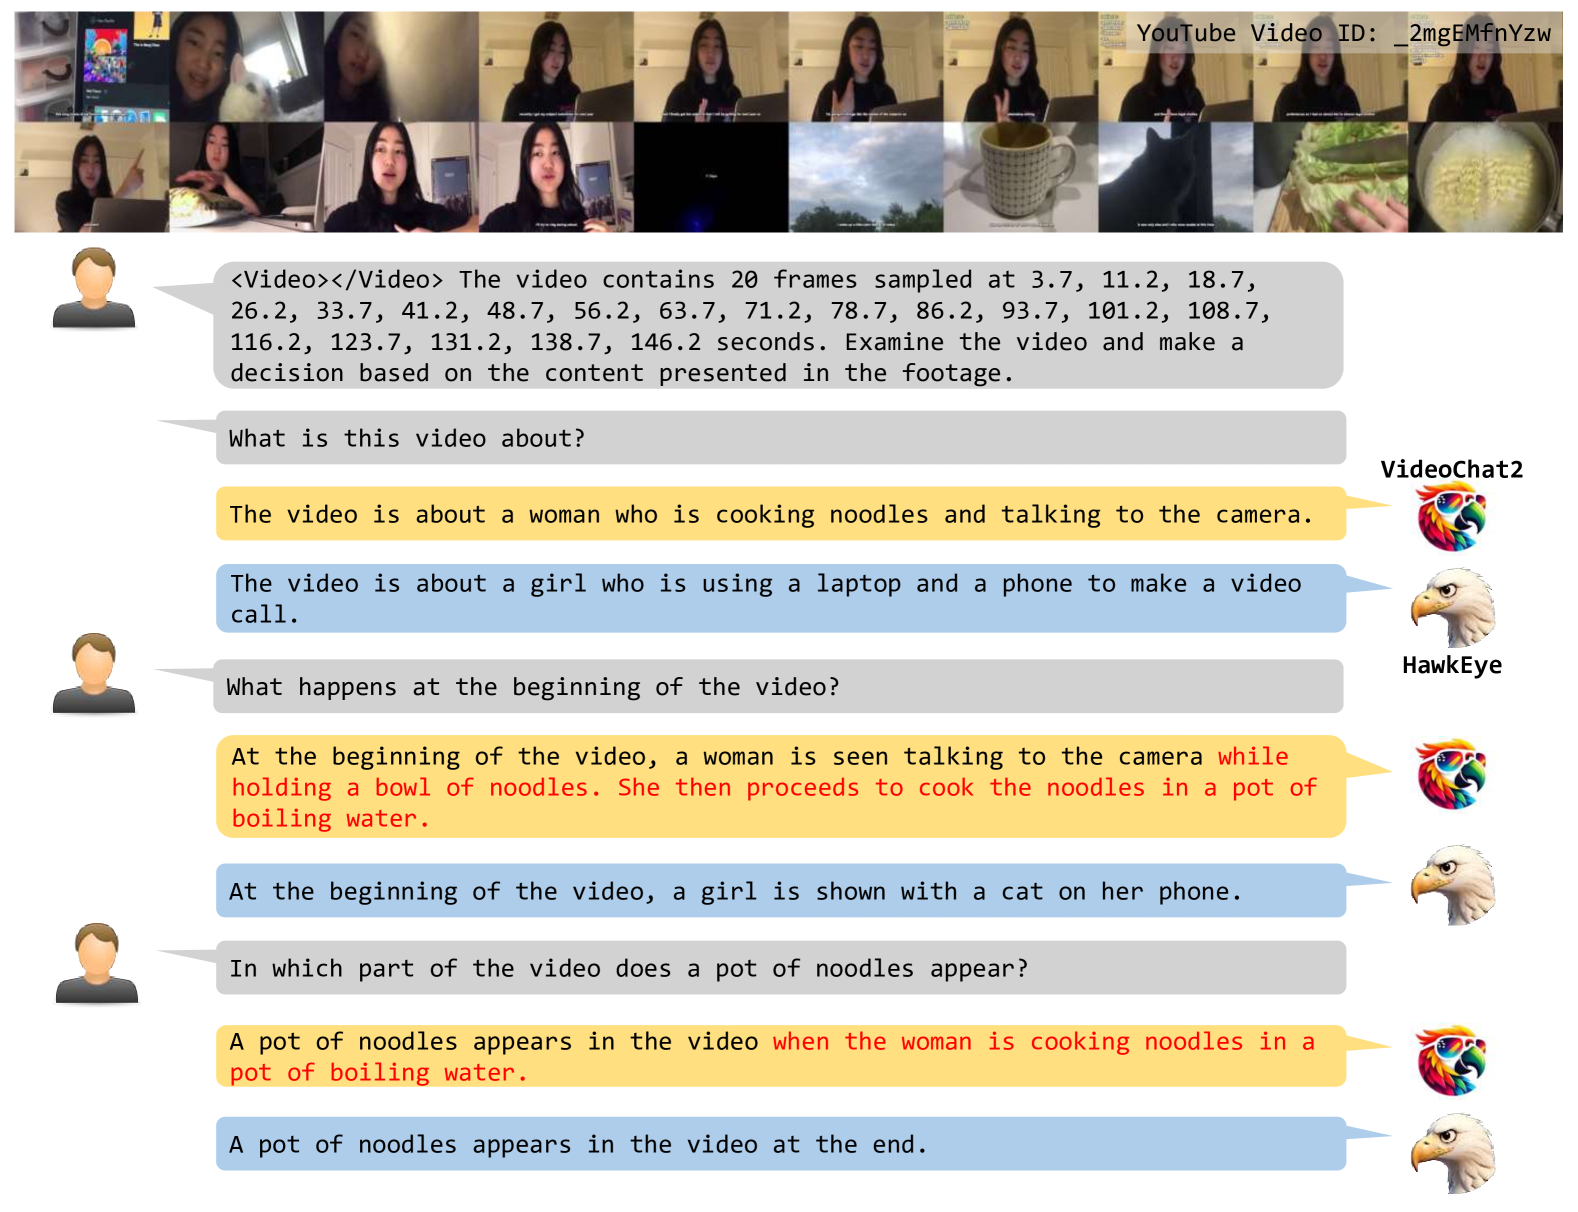 YouTube Video ID: _2mgEMfnYzw
<Video></Video> The video contains 20 frames sampled at 3.7, 11.2, 18.7,
26.2, 33.7, 41.2, 48.7, 56.2, 63.7, 71.2, 78.7, 86.2, 93.7, 101.2, 108.7,
116.2, 123.7, 131.2, 138.7, 146.2 seconds. Examine the video and make a
decision based on the content presented in the footage.
What is this video about?
VideoChat2
The video is about a woman who is cooking noodles and talking to the camera.
The video is about a girl who is using a laptop and a phone to make a video
call.
HawkEye
What happens at the beginning of the video?
At the beginning of the video, a woman is seen talking to the camera while
holding a bowl of noodles. She then proceeds to cook the noodles in a pot of
boiling water.
At the beginning of the video, a girl is shown with a cat on her phone.
In which part of the video does a pot of noodles appear?
A pot of noodles appears in the video when the woman is cooking noodles in a
pot of boiling water.
A pot of noodles appears in the video at the end.